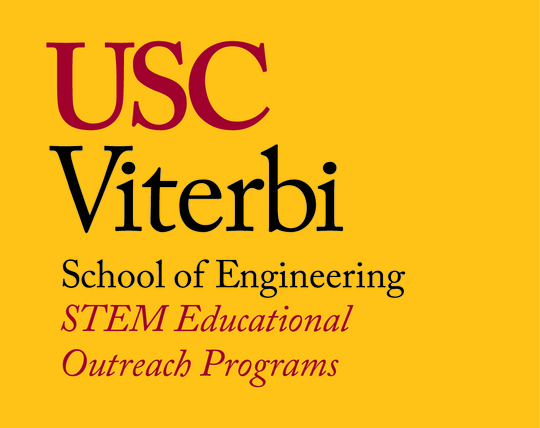 USC
Viterbi
School of Engineering
STEM Educational
Outreach Programs